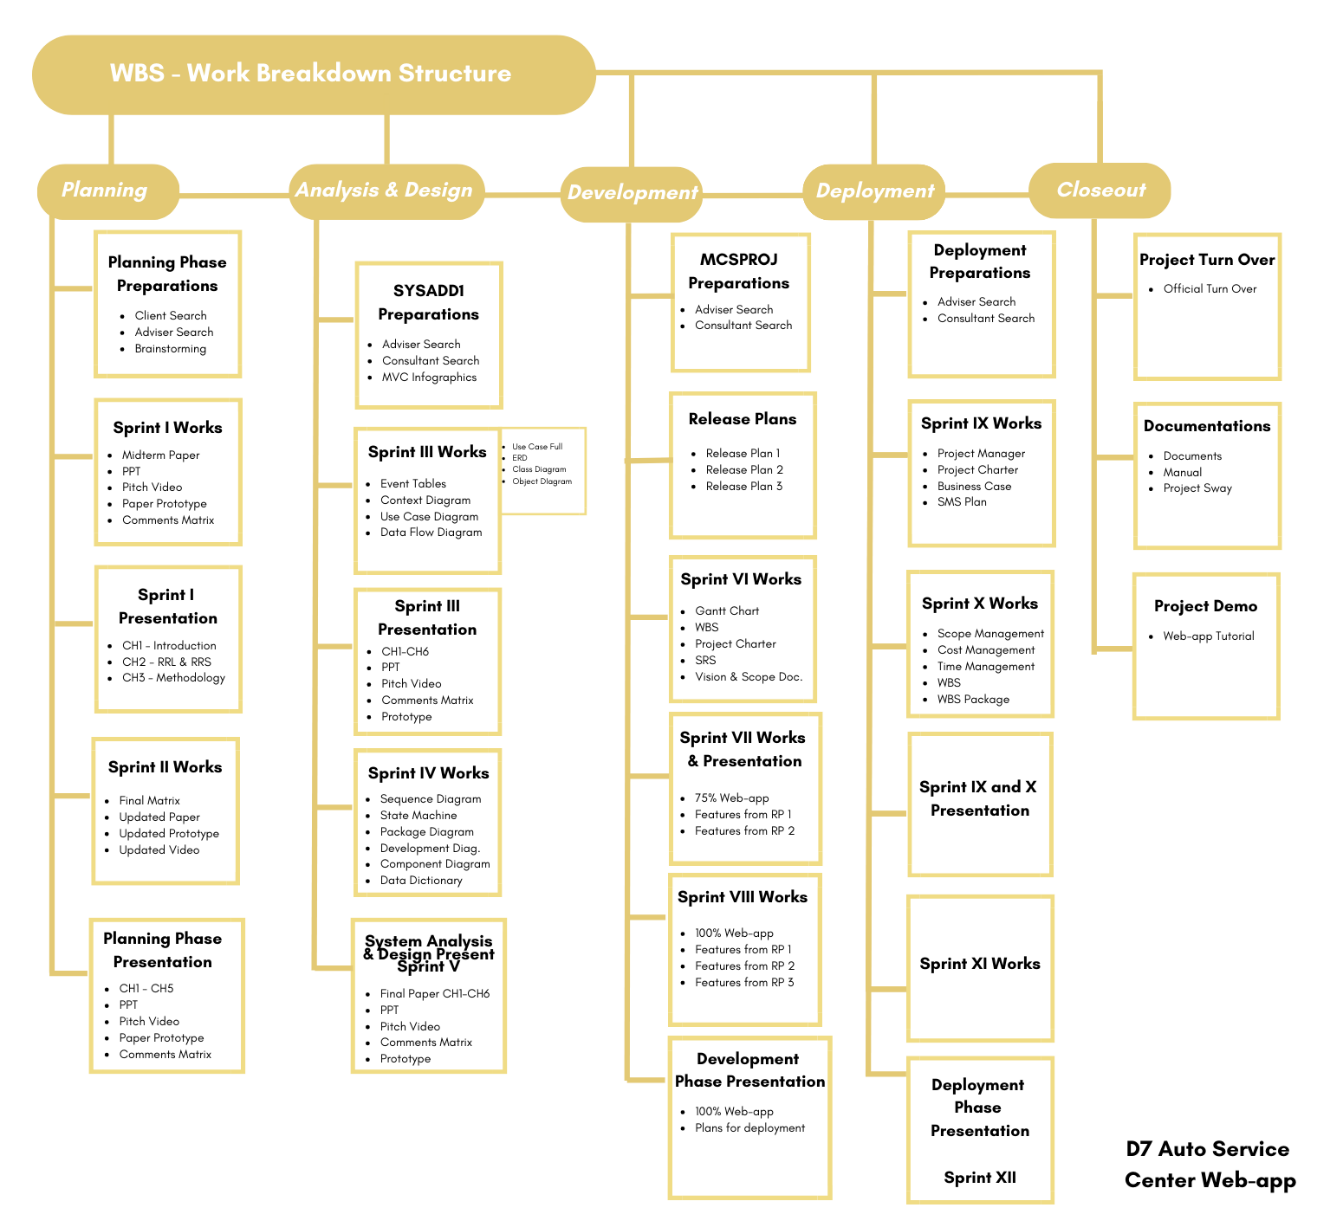 WBS - Work Breakdown Structure
Planning
Analysis & Design
Development
Deployment
Closeout
Planning Phase
Preparations
• Client Search
• Adviser Search
• Brainstorming
Sprint I Works
• Midterm Paper
• PPT
• Pitch Video
• Paper Prototype
• Comments Matrix
Sprint I
Presentation
• CH1 - Introduction
• CH2 - RRL & RRS
• CH3 - Methodology
Sprint II Works
• Final Matrix
• Updated Paper
• Updated Prototype
• Updated Video
Planning Phase
Presentation
• CH1 - CH5
• PPT
• Pitch Video
• Paper Prototype
• Comments Matrix
SYSADD1
Preparations
• Adviser Search
• Consultant Search
• MVC Infographics
Sprint III Works
• Event Tables
• Context Diagram
• Use Case Diagram
• Data Flow Diagram
• Use Case Full
• ERD
• Class Diagram
• Object Diagram
Sprint III
Presentation
• CH1-CH6
• PPT
• Pitch Video
• Comments Matrix
• Prototype
Sprint IV Works
• Sequence Diagram
• State Machine
• Package Diagram
• Development Diag.
• Component Diagram
• Data Dictionary
System Analysis
& Design Present
Sprint V
• Final Paper CH1-CH6
• PPT
• Pitch Video
• Comments Matrix
• Prototype
MCSPROJ
Preparations
• Adviser Search
• Consultant Search
Release Plans
• Release Plan 1
• Release Plan 2
• Release Plan 3
Sprint VI Works
• Gantt Chart
• WBS
• Project Charter
• SRS
• Vision & Scope Doc.
Sprint VII Works
& Presentation
• 75% Web-app
• Features from RP 1
• Features from RP 2
Sprint VIII Works
• 100% Web-app
• Features from RP 1
• Features from RP 2
• Features from RP 3
Development
Phase Presentation
• 100% Web-app
• Plans for deployment
Deployment
Preparations
• Adviser Search
• Consultant Search
Sprint IX Works
• Project Manager
• Project Charter
• Business Case
• SMS Plan
Sprint X Works
• Scope Management
• Cost Management
• Time Management
• WBS
• WBS Package
Sprint IX and X
Presentation
Sprint XI Works
Deployment
Phase
Presentation
Sprint XII
Project Turn Over
• Official Turn Over
Documentations
• Documents
• Manual
• Project Sway
Project Demo
• Web-app Tutorial
D7 Auto Service
Center Web-app